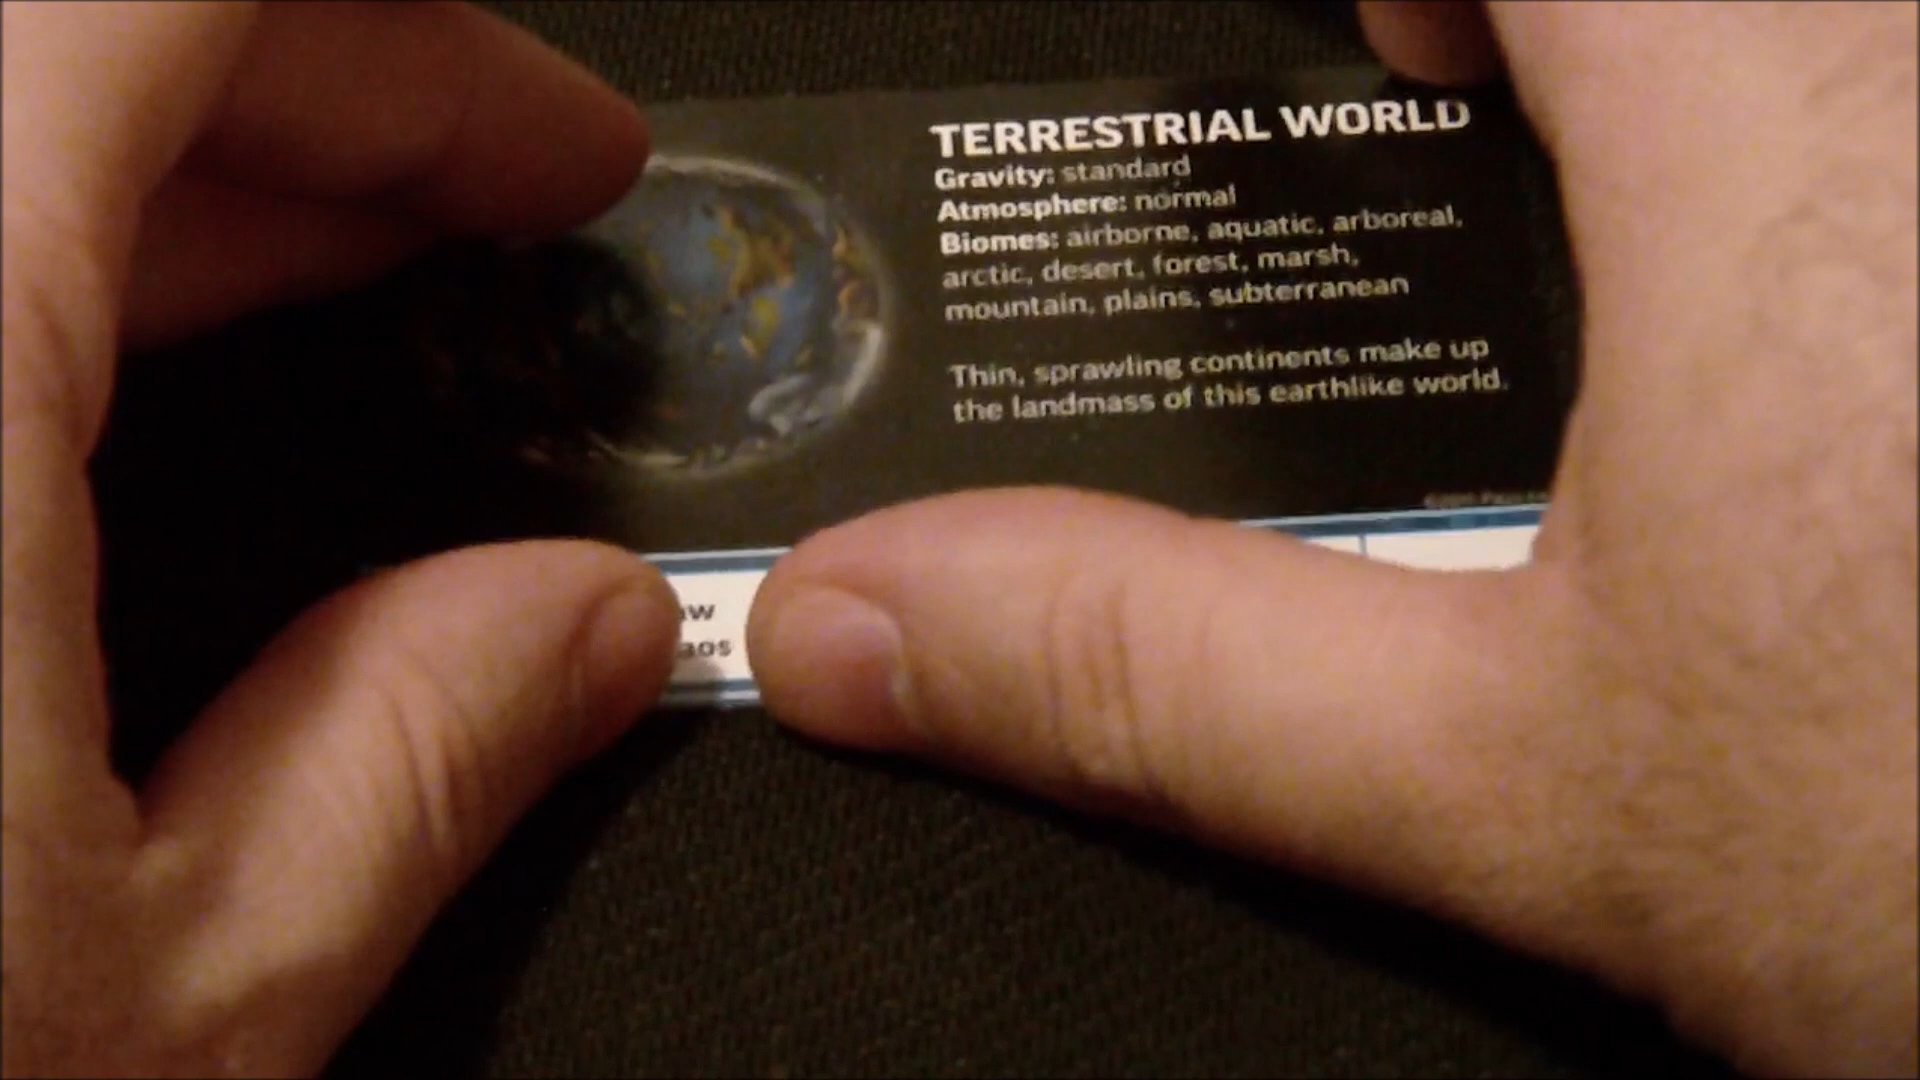 TERRESTRIAL WORLD
Gravity: standard
Atmosphere: normal
Biomes: airborne, aquatic, arboreal,
arctic, desert, forest, marsh,
mountain, plains, subterranean
Thin, sprawling continents make up
the landmass of this earthlike world.